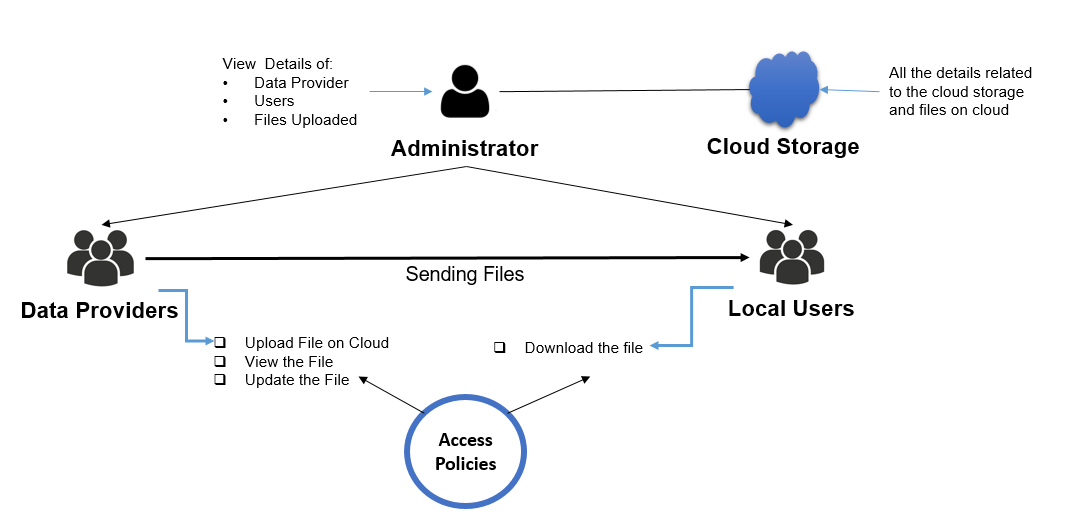 View Details of:
• Data Provider
• Users
• Files Uploaded
All the details related
to the cloud storage
and files on cloud
Administrator
Cloud Storage
Sending Files
Data Providers
Local Users
❑ Upload File on Cloud
❑ View the File
❑ Update the File
❑ Download the file
Access
Policies